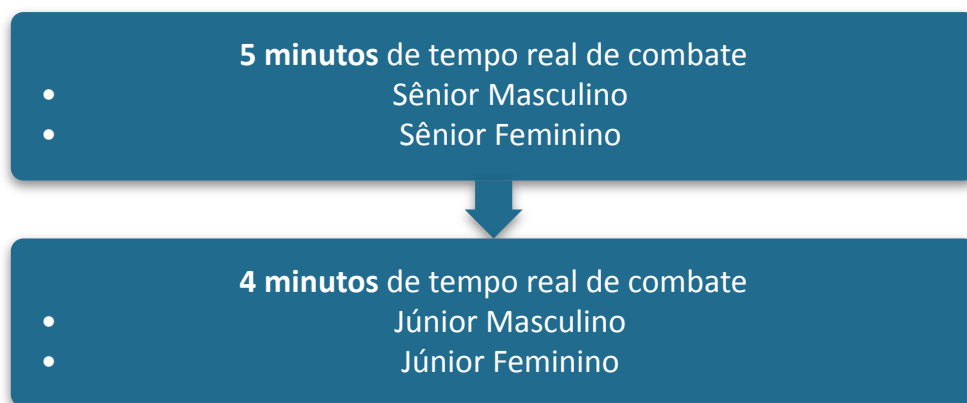 5 minutos de tempo real de combate
• Sênior Masculino
• Sênior Feminino
4 minutos de tempo real de combate
• Júnior Masculino
• Júnior Feminino